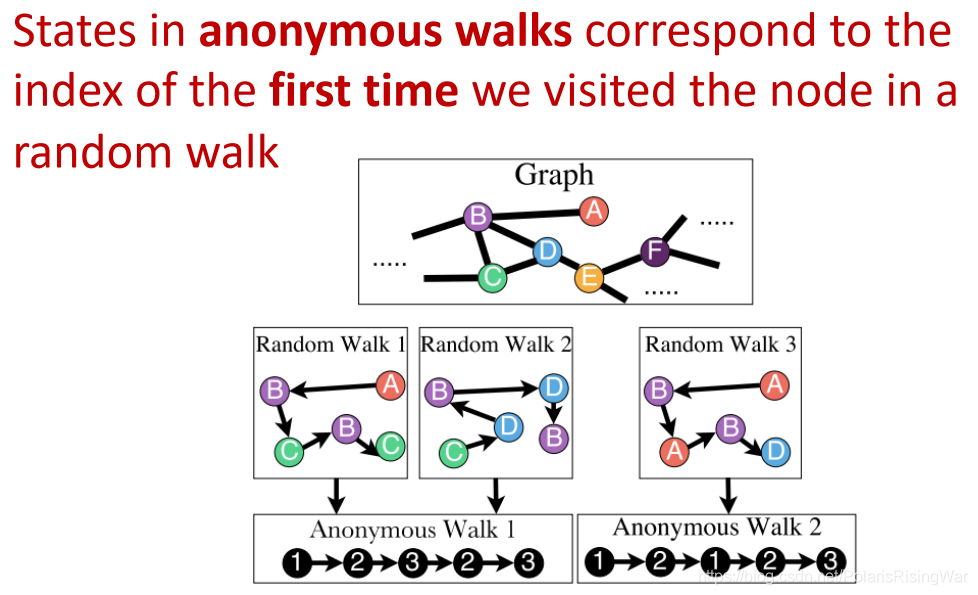 States in anonymous walks correspond to the
index of the first time we visited the node in a
random walk
Graph
B A
.....
D F
.....
C E
.....
Random Walk 1 Random Walk 2 Random Walk 3
B A B D B A
B D B B
C C C A D
Anonymous Walk 1 Anonymous Walk 2
1 2 3 2 3 1 2 1 2 3
https://blog.csdn.net/PolarisRisingWar